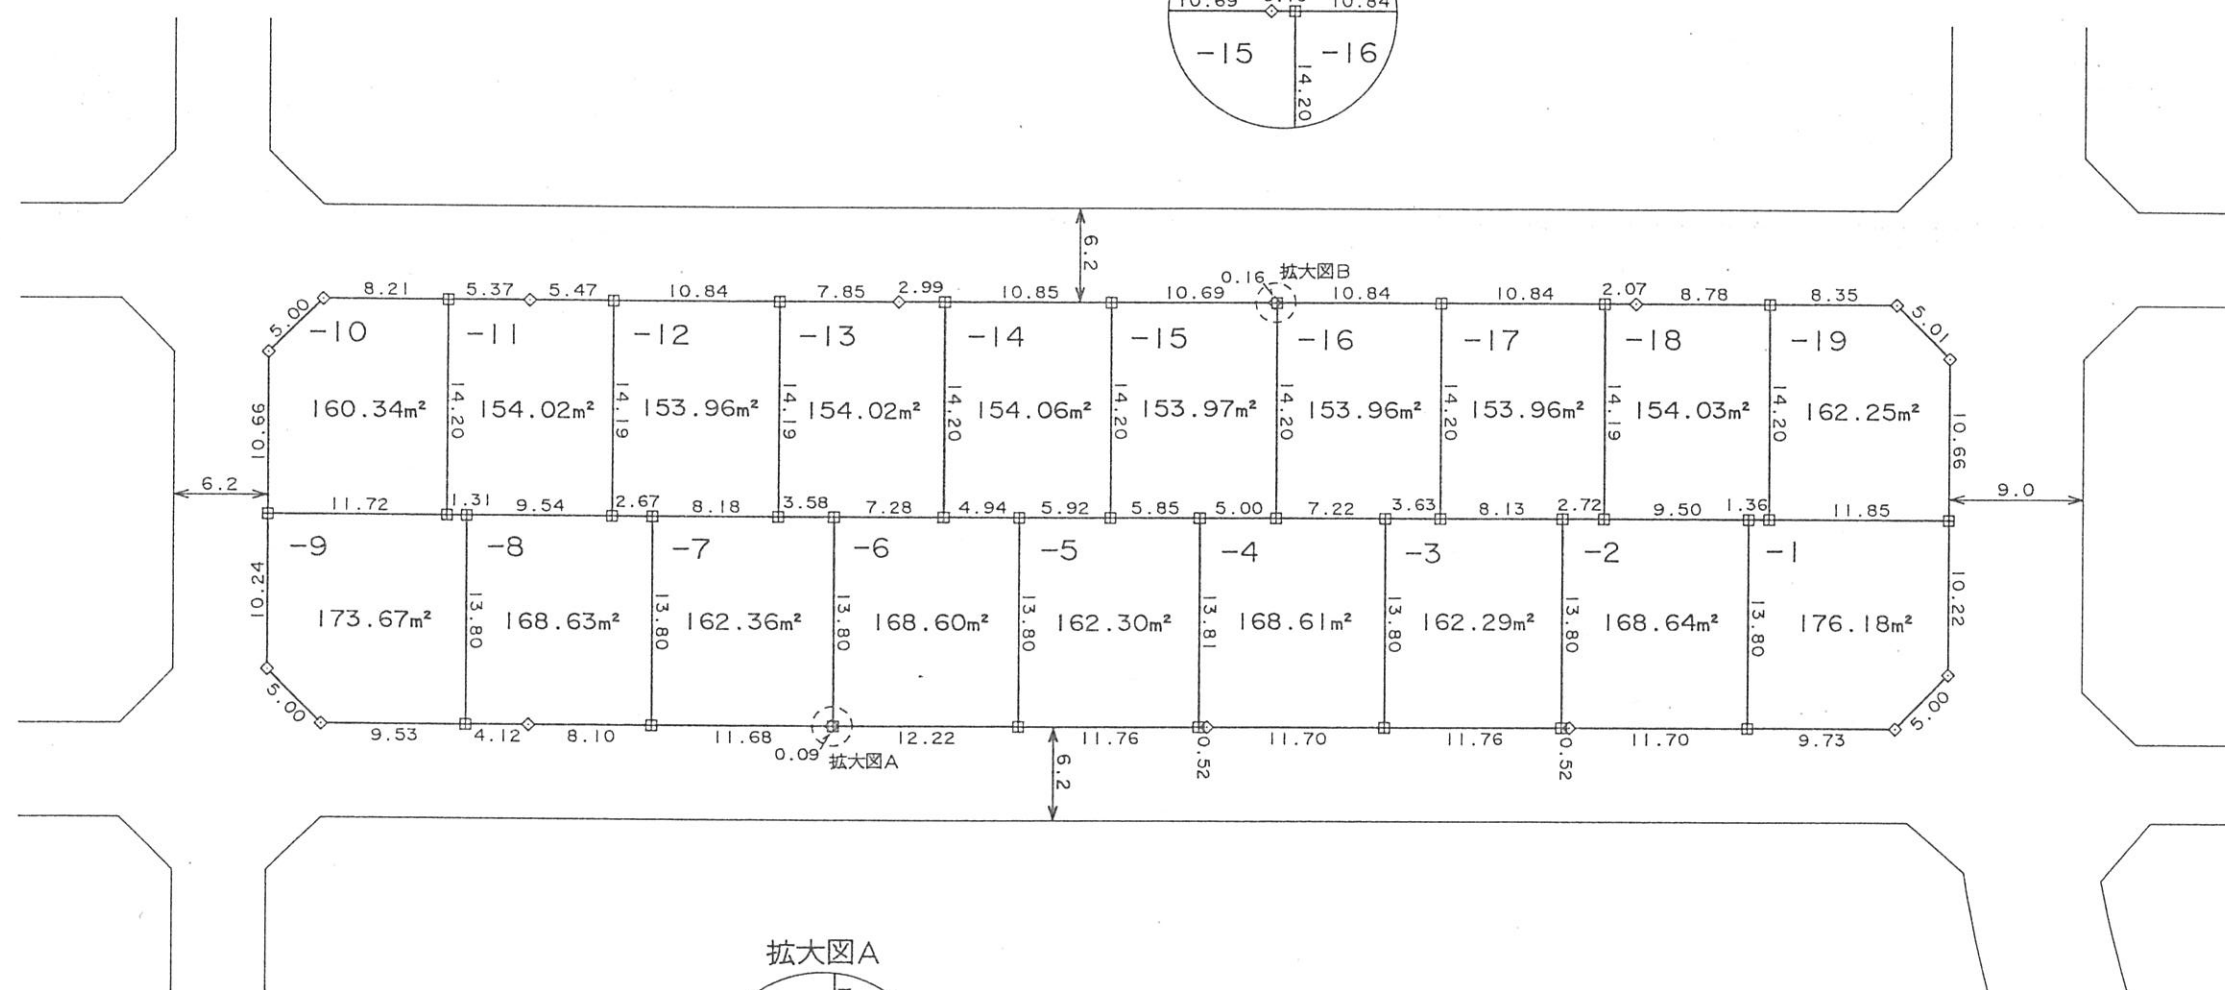 10.69 10.84
-15 -16
14.20
6.2
0.16 拡大図B
8.21 5.37 5.47 10.84 7.85 2.99 10.85 10.69 10.84 10.84 2.07 8.78 8.35
5.00 5.01
-10 -11 -12 -13 -14 -15 -16 -17 -18 -19
160.34m² 154.02m² 153.96m² 154.02m² 154.06m² 153.97m² 153.96m² 153.96m² 154.03m² 162.25m²
10.96 14.20 14.19 14.19 14.20 14.20 14.20 14.20 14.19 14.20 10.66
6.2 9.0
11.72 1.31 9.54 2.67 8.18 3.58 7.28 4.94 5.92 5.85 5.00 7.22 3.63 8.13 2.72 9.50 1.36 11.85
-9 -8 -7 -6 -5 -4 -3 -2 -1
10.24 13.80 13.80 13.80 13.80 13.81 13.80 13.80 13.80 10.22
173.67m² 168.63m² 162.36m² 168.60m² 162.30m² 168.61m² 162.29m² 168.64m² 176.18m²
5.00 5.00
9.53 4.12 8.10 11.68 12.22 11.76 0.52 11.70 11.76 0.52 11.70 9.73
0.09 拡大図A
6.2
拡大図A